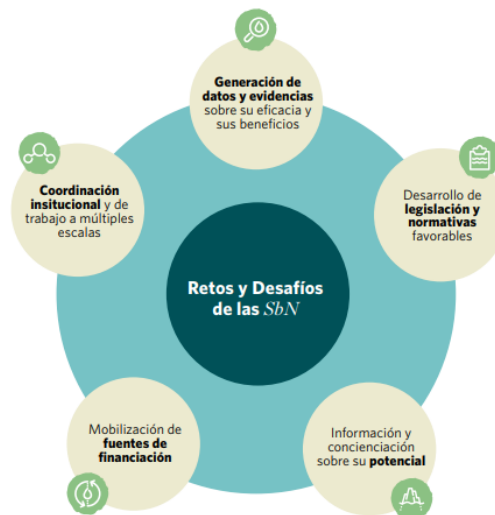 Generación de
datos y evidencias
sobre su eficacia y
sus beneficios
Coordinación
insitucional y de
trabajo a múltiples
escalas
Desarrollo de
legislación y
normativas
favorables
Retos y Desafíos
de las SbN
Mobilización de
fuentes de
financiación
Información y
concienciación
sobre su potencial